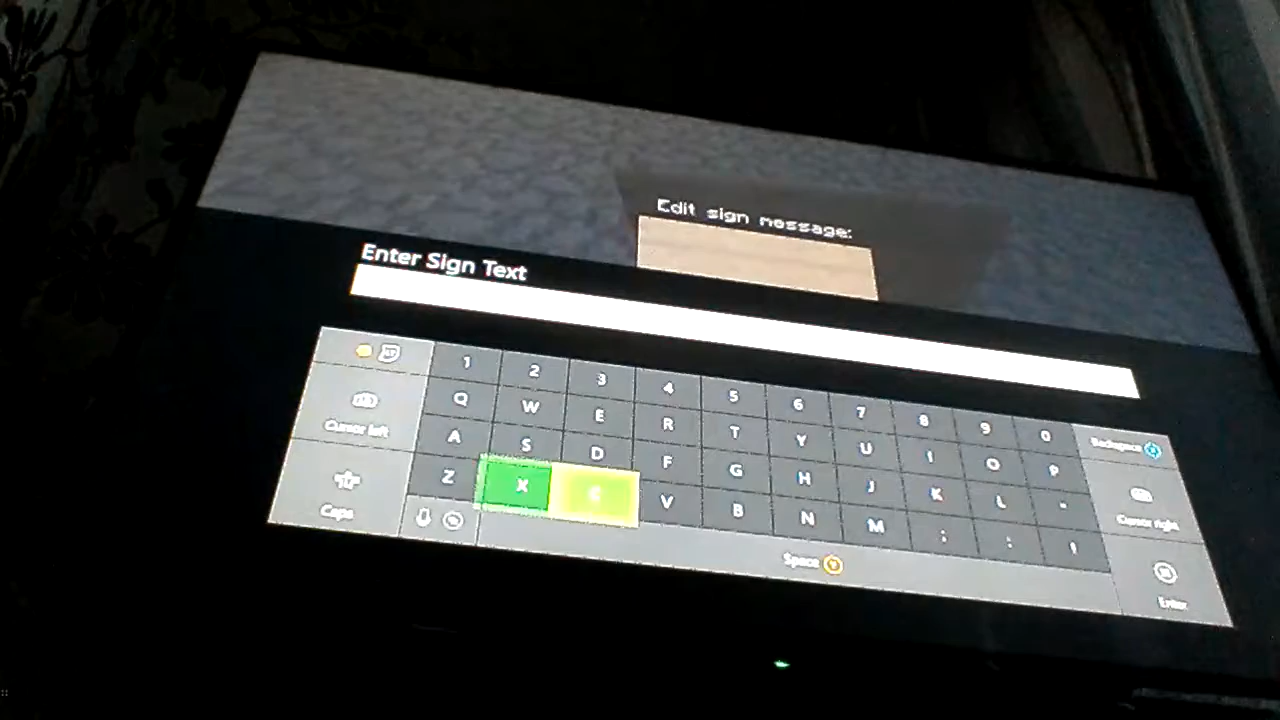 Edit sign message:
Enter Sign Text
1 2 3 4 5 6 7 8 9 0
Q W E R T Y U I O P Backspace
Cursor left A S D F G H J K L - Cursor right
Z X C V B N M ; : !
Caps Space Y Enter